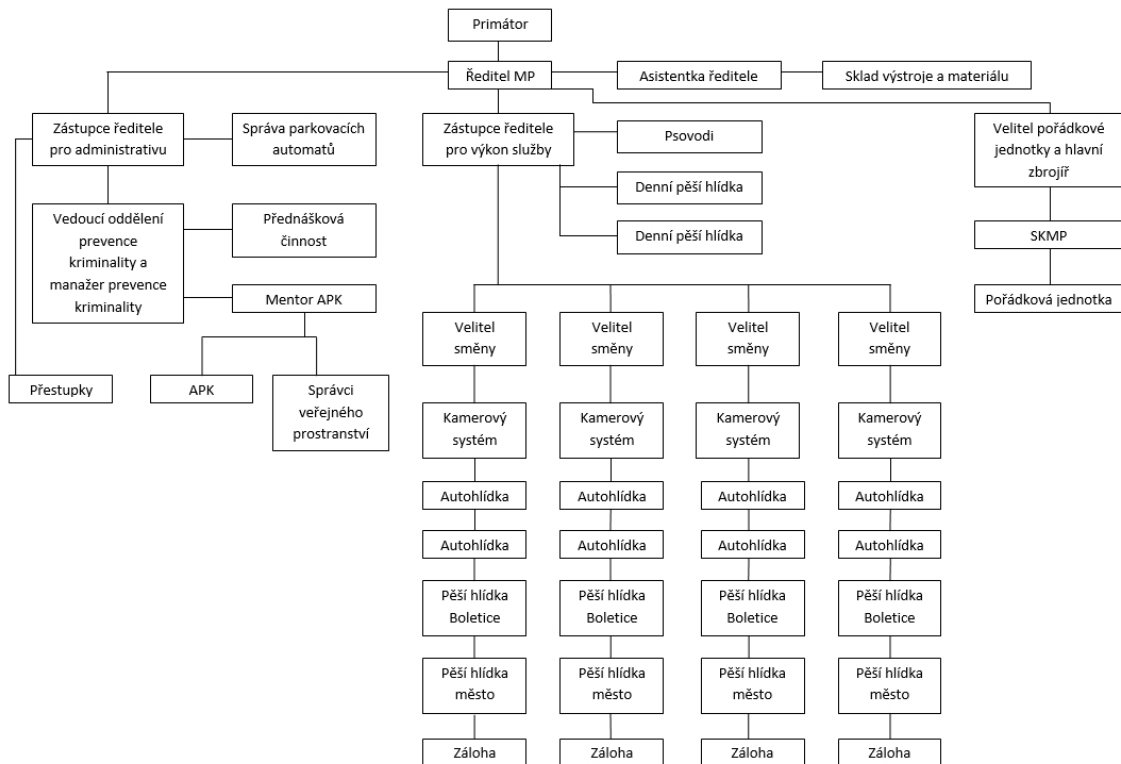 Primátor
Ředitel MP
Asistentka ředitele
Sklad výstroje a materiálu
Zástupce ředitele
pro administrativu
Správa parkovacích
automatů
Zástupce ředitele
pro výkon služby
Psovodi
Velitel pořádkové
jednotky a hlavní
zbrojíř
Denní pěší hlídka
Denní pěší hlídka
Vedoucí oddělení
prevence
kriminality a
manažer prevence
kriminality
Přednášková
činnost
SKMP
Mentor APK
Pořádková jednotka
Přestupky
APK
Správci
veřejného
prostranství
Velitel
směny
Velitel
směny
Velitel
směny
Velitel
směny
Kamerový
systém
Kamerový
systém
Kamerový
systém
Kamerový
systém
Autohlídka
Autohlídka
Autohlídka
Autohlídka
Autohlídka
Autohlídka
Autohlídka
Autohlídka
Pěší hlídka
Boletice
Pěší hlídka
Boletice
Pěší hlídka
Boletice
Pěší hlídka
Boletice
Pěší hlídka
město
Pěší hlídka
město
Pěší hlídka
město
Pěší hlídka
město
Záloha
Záloha
Záloha
Záloha